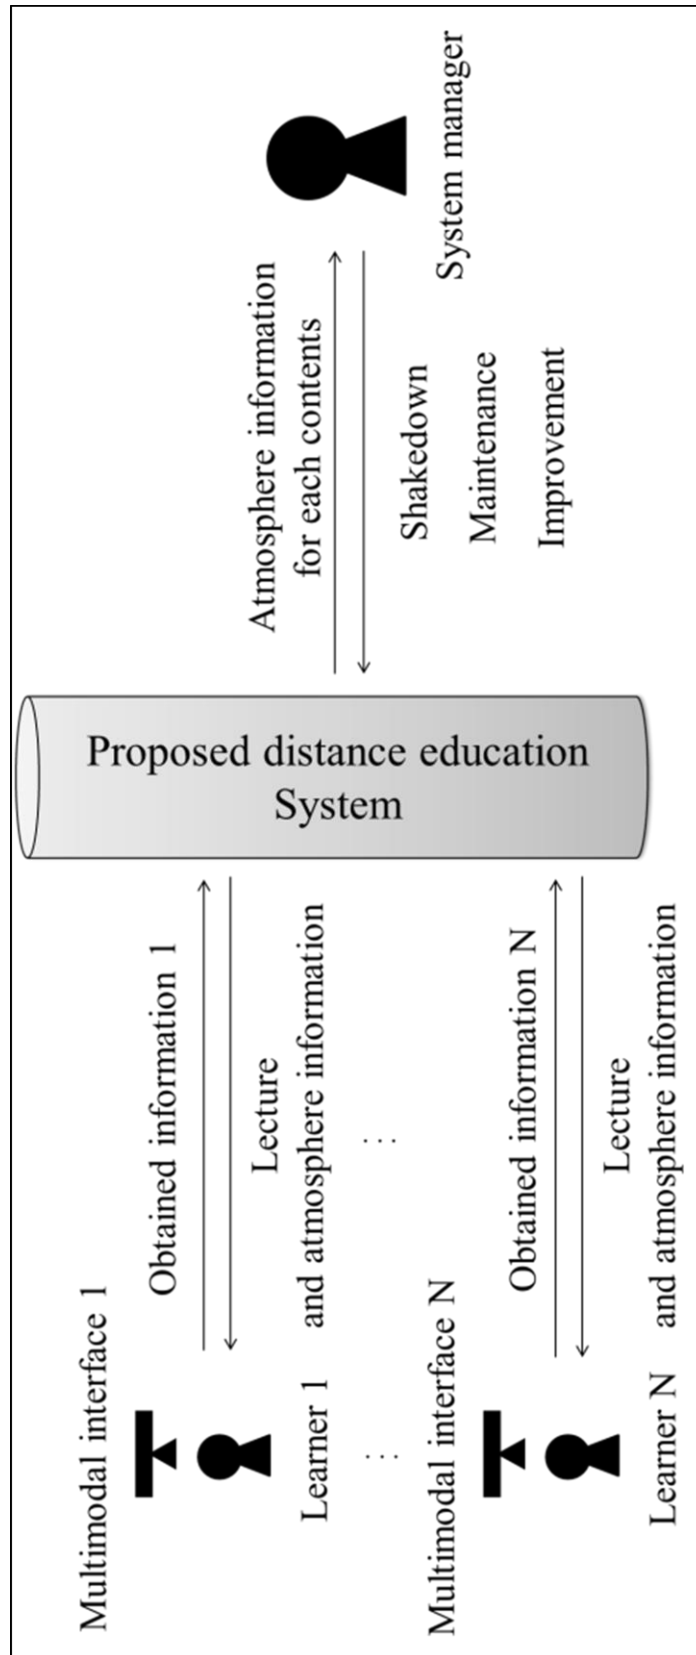 Multimodal interface 1
Obtained information 1
Lecture
and atmosphere information
Learner 1
⋮
⋮
Multimodal interface N
Obtained information N
Lecture
and atmosphere information
Learner N
Proposed distance education
System
Atmosphere information
for each contents
Shakedown
Maintenance
Improvement
System manager